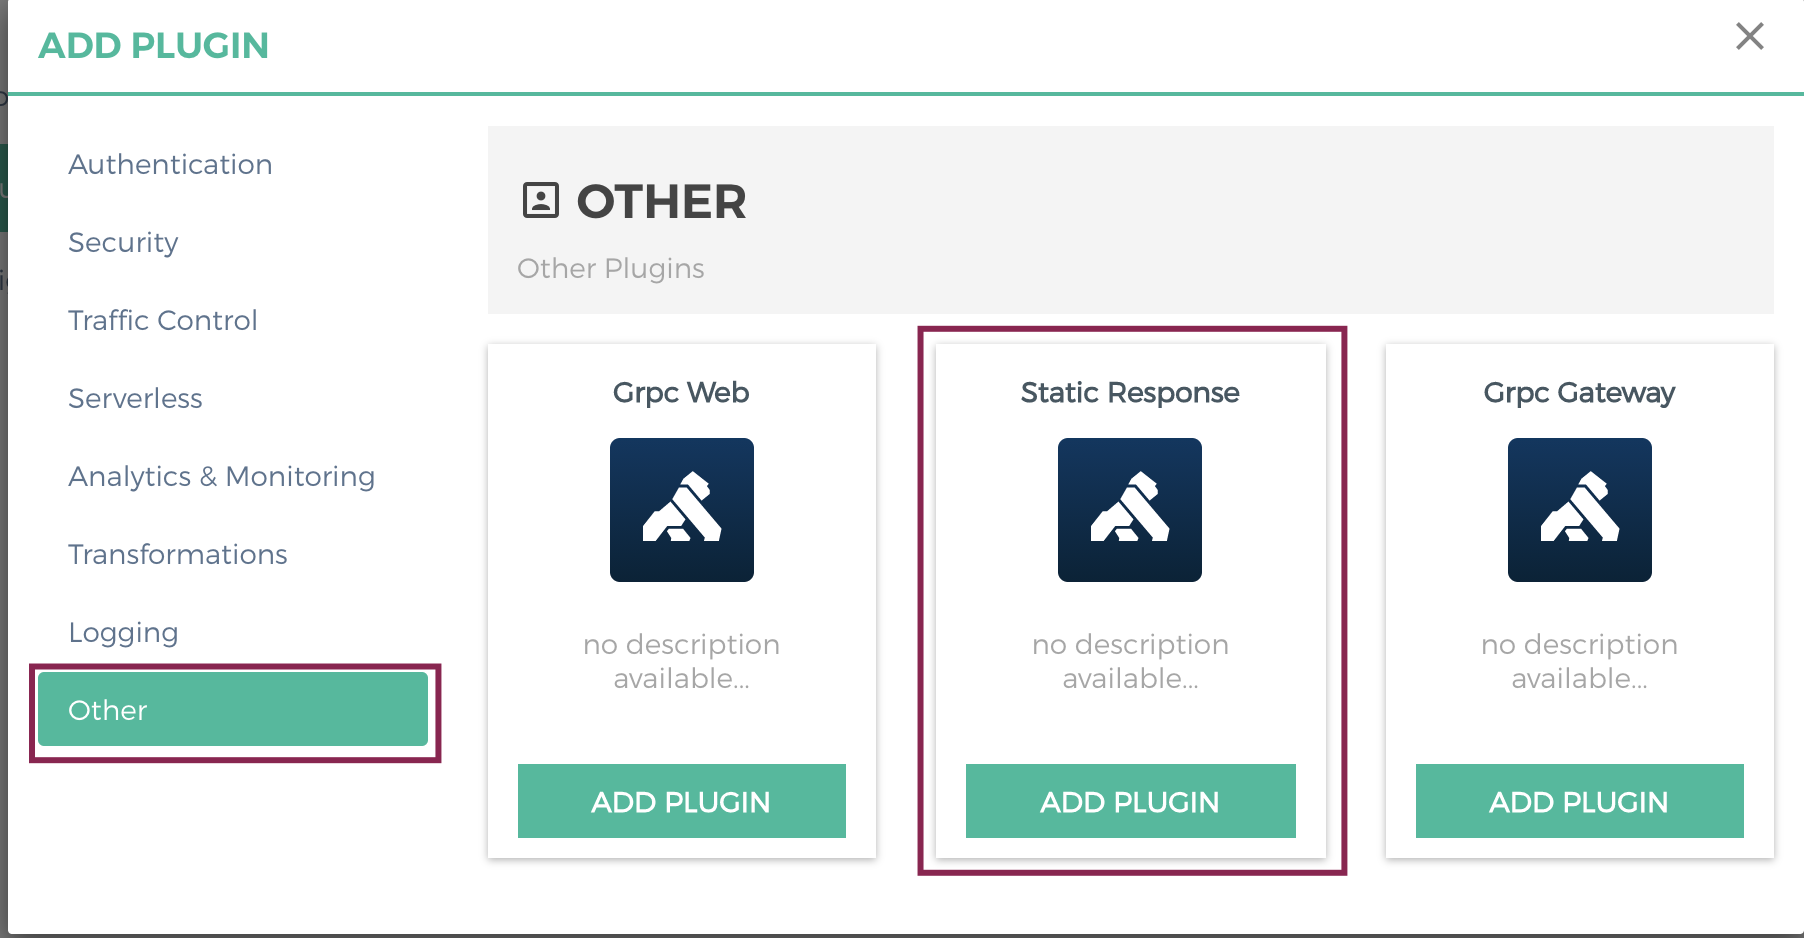 ADD PLUGIN
Authentication
Security
Traffic Control
Serverless
Analytics & Monitoring
Transformations
Logging
Other
OTHER
Other Plugins
Grpc Web
no description
available...
ADD PLUGIN
Static Response
no description
available...
ADD PLUGIN
Grpc Gateway
no description
available...
ADD PLUGIN